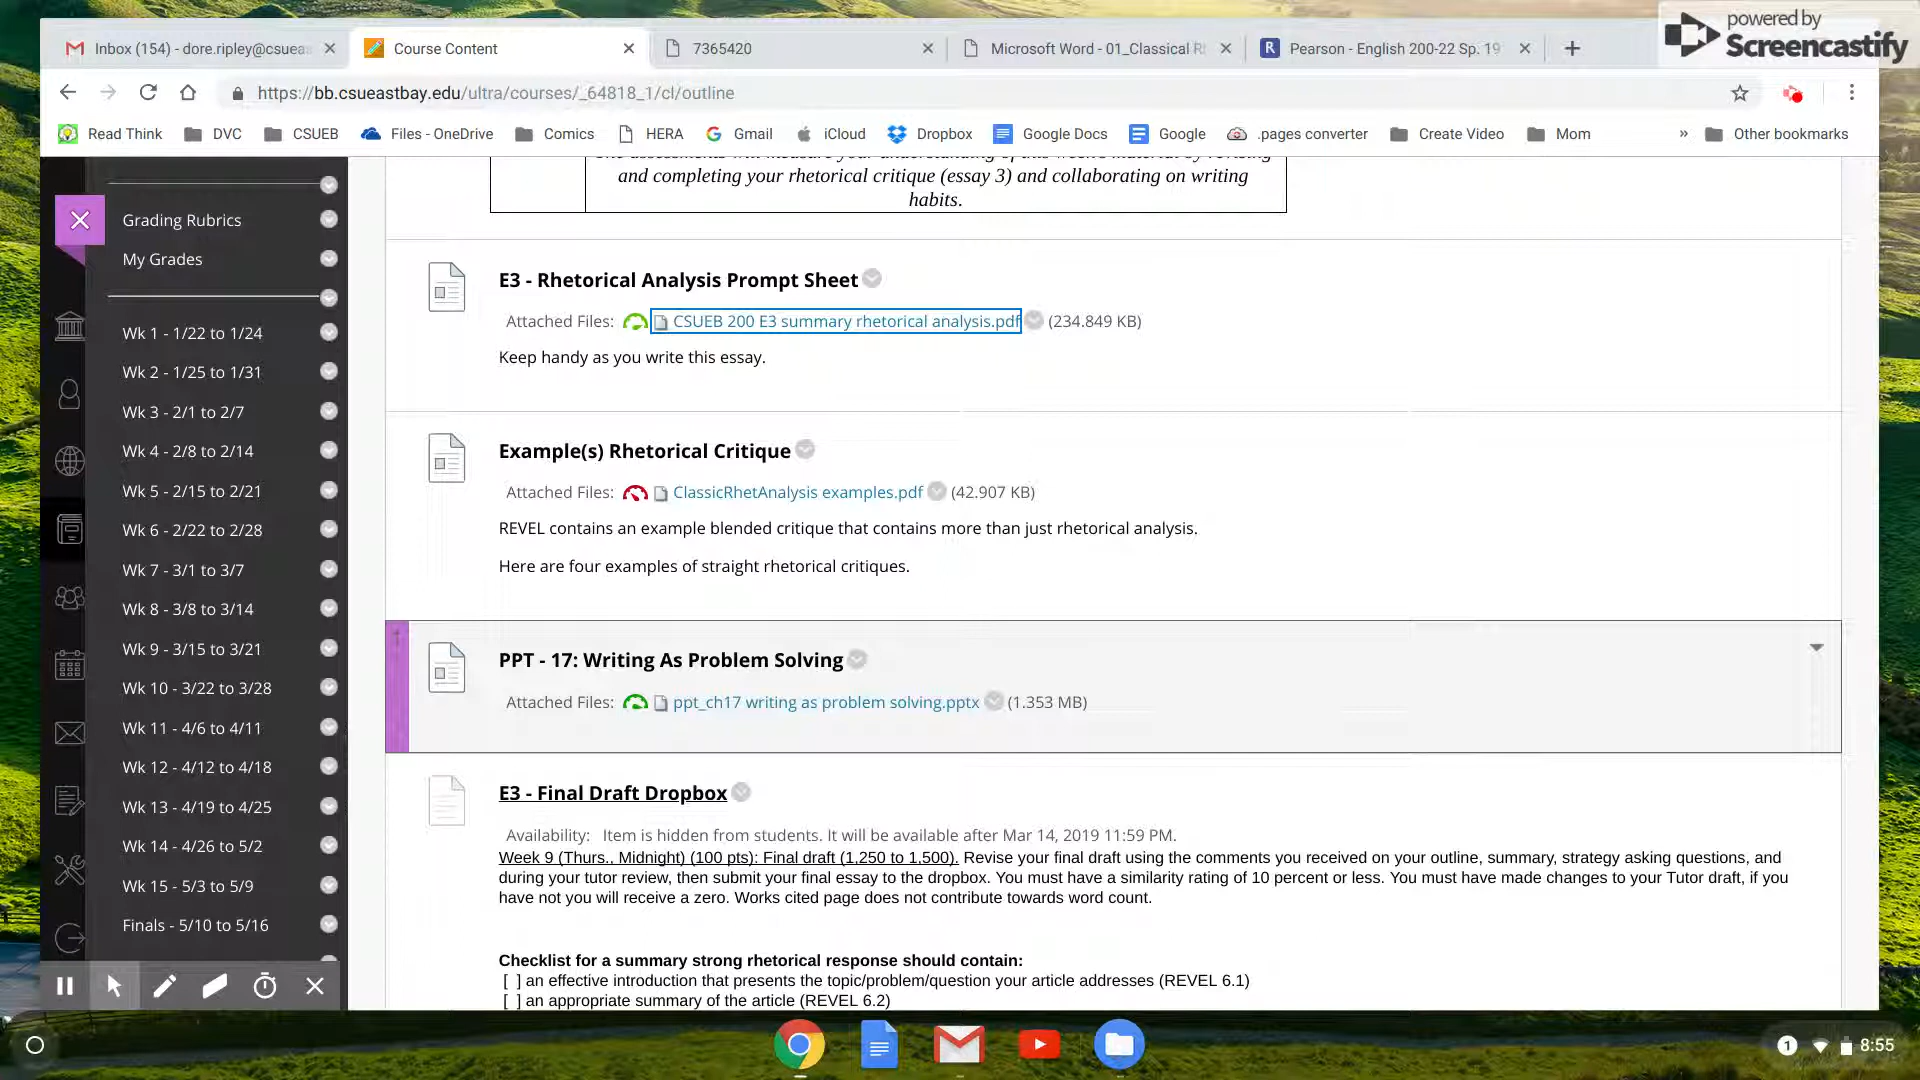 powered by
Screencastify
Inbox (154) - dore.ripley@csueas
Course Content
7365420
Microsoft Word - 01_Classical R
Pearson - English 200-22 Sp. 19
https://bb.csueastbay.edu/ultra/courses/_64818_1/cl/outline
Read Think
DVC
CSUEB
Files - OneDrive
Comics
HERA
Gmail
iCloud
Dropbox
Google Docs
Google
.pages converter
Create Video
Mom
»
Other bookmarks
and completing your rhetorical critique (essay 3) and collaborating on writing
habits.
Grading Rubrics
My Grades
Wk 1 - 1/22 to 1/24
Wk 2 - 1/25 to 1/31
Wk 3 - 2/1 to 2/7
Wk 4 - 2/8 to 2/14
Wk 5 - 2/15 to 2/21
Wk 6 - 2/22 to 2/28
Wk 7 - 3/1 to 3/7
Wk 8 - 3/8 to 3/14
Wk 9 - 3/15 to 3/21
Wk 10 - 3/22 to 3/28
Wk 11 - 4/6 to 4/11
Wk 12 - 4/12 to 4/18
Wk 13 - 4/19 to 4/25
Wk 14 - 4/26 to 5/2
Wk 15 - 5/3 to 5/9
Finals - 5/10 to 5/16
E3 - Rhetorical Analysis Prompt Sheet
Attached Files: CSUEB 200 E3 summary rhetorical analysis.pdf (234.849 KB)
Keep handy as you write this essay.
Example(s) Rhetorical Critique
Attached Files: ClassicRhetAnalysis examples.pdf (42.907 KB)
REVEL contains an example blended critique that contains more than just rhetorical analysis.
Here are four examples of straight rhetorical critiques.
PPT - 17: Writing As Problem Solving
Attached Files: ppt_ch17 writing as problem solving.pptx (1.353 MB)
E3 - Final Draft Dropbox
Availability: Item is hidden from students. It will be available after Mar 14, 2019 11:59 PM.
Week 9 (Thurs., Midnight) (100 pts): Final draft (1,250 to 1,500). Revise your final draft using the comments you received on your outline, summary, strategy asking questions, and
during your tutor review, then submit your final essay to the dropbox. You must have a similarity rating of 10 percent or less. You must have made changes to your Tutor draft, if you
have not you will receive a zero. Works cited page does not contribute towards word count.
Checklist for a summary strong rhetorical response should contain:
[ ] an effective introduction that presents the topic/problem/question your article addresses (REVEL 6.1)
[ ] an appropriate summary of the article (REVEL 6.2)
1
8:55